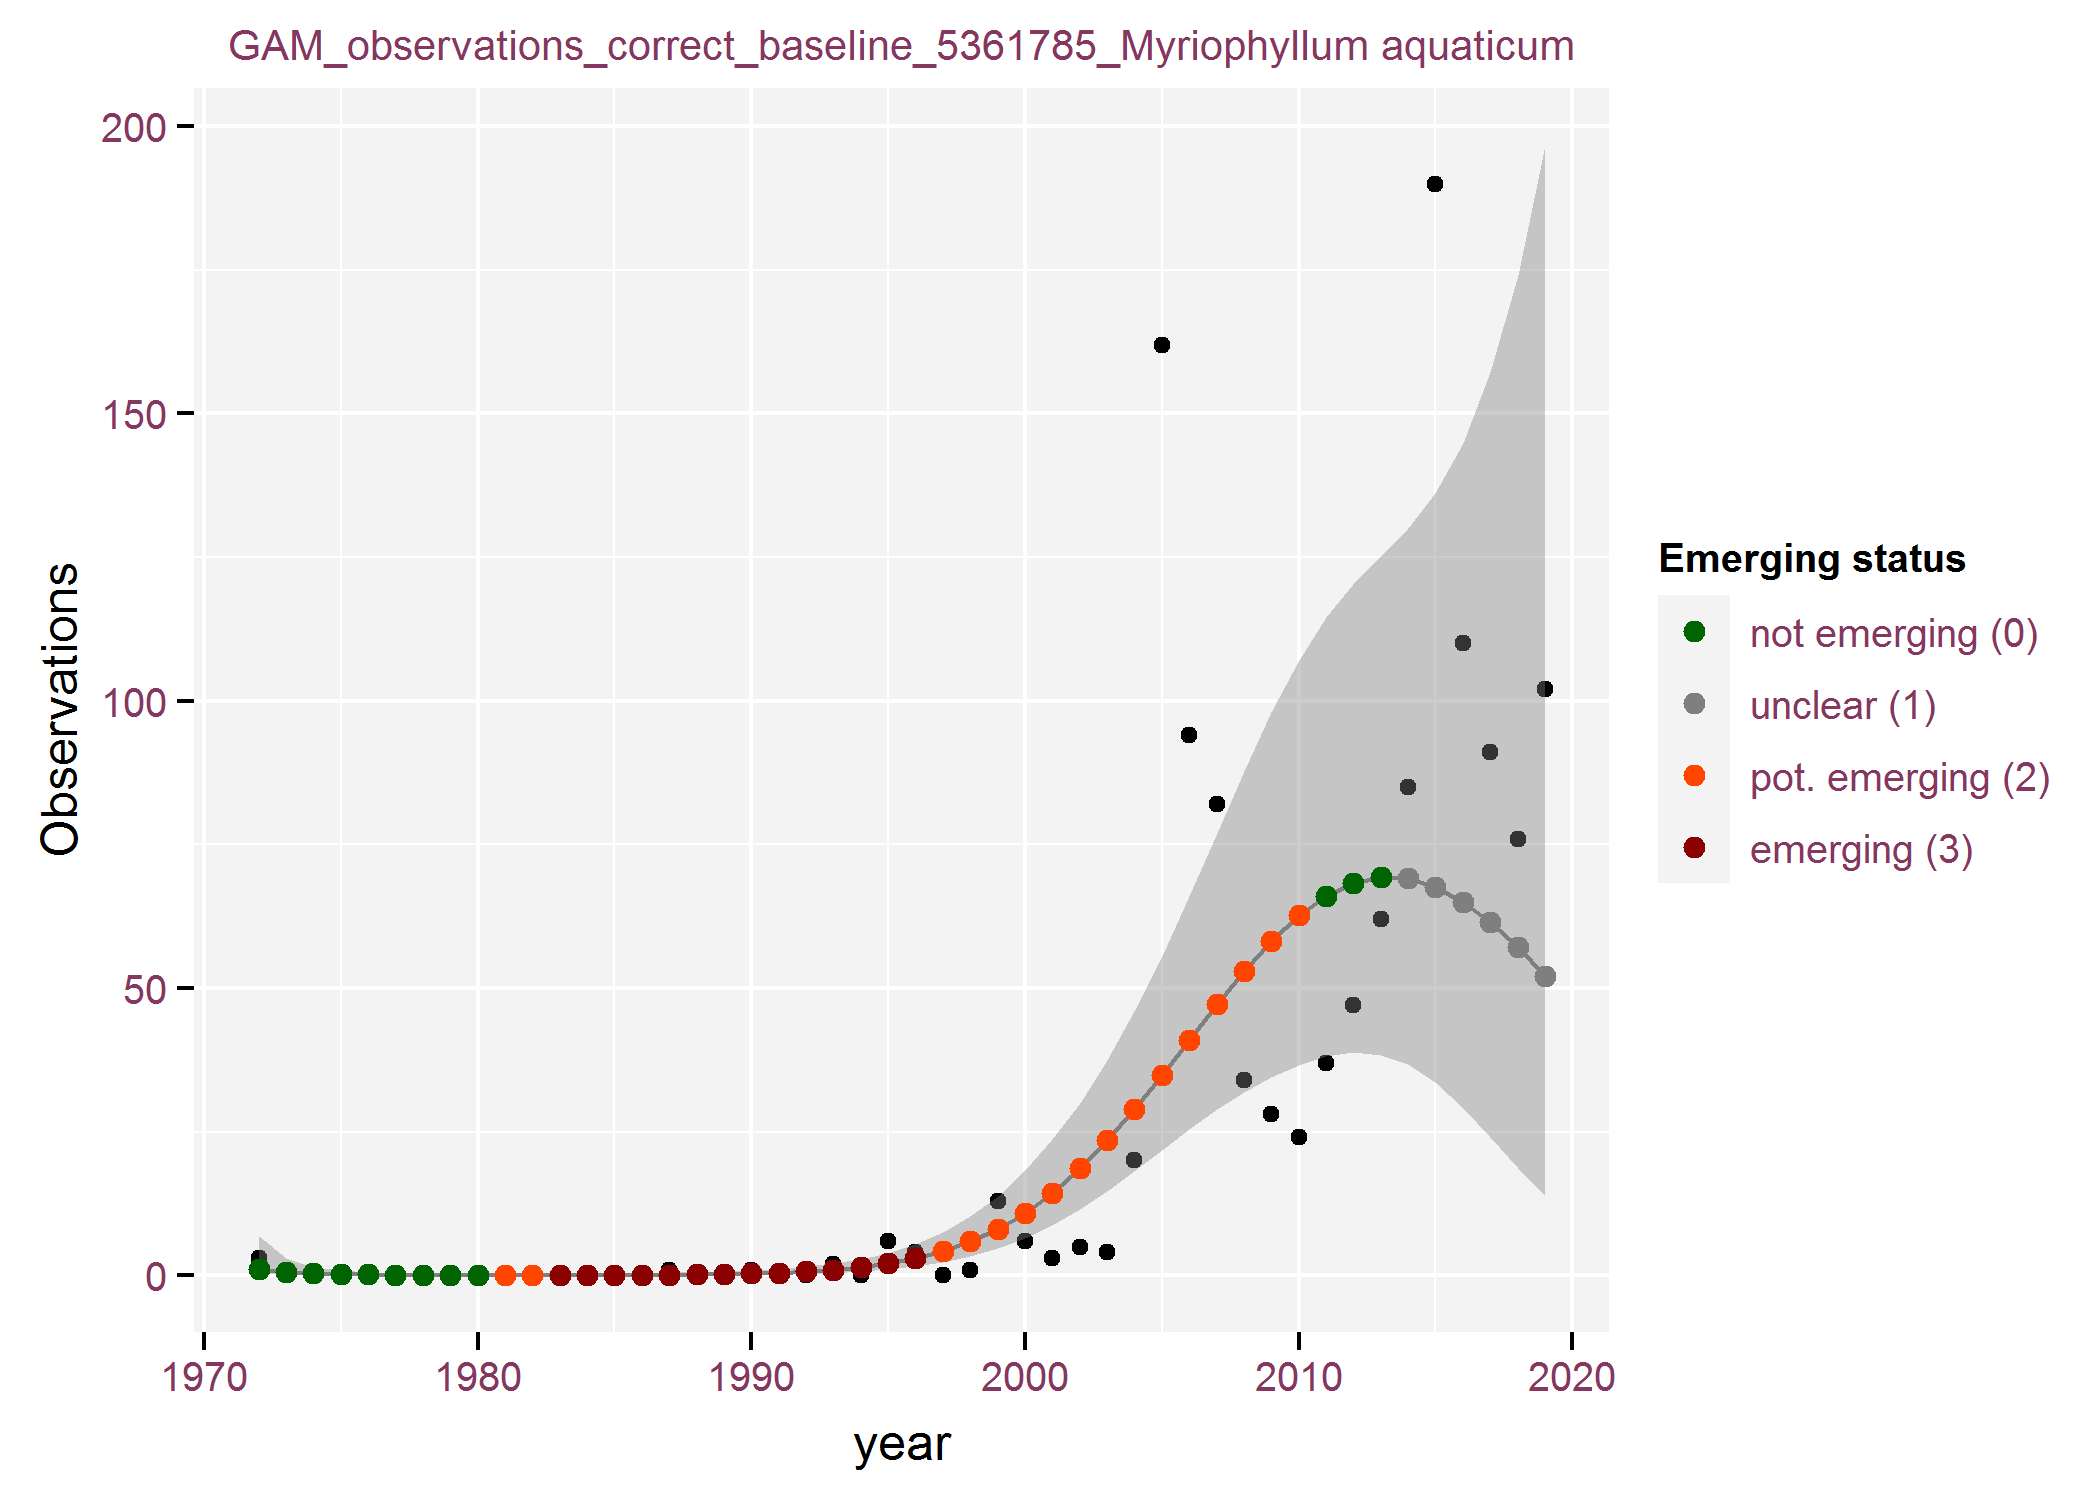 GAM_observations_correct_baseline_5361785_Myriophyllum aquaticum
200
150
100
50
0
Observations
1970 1980 1990 2000 2010 2020
year
Emerging status
not emerging (0)
unclear (1)
pot. emerging (2)
emerging (3)